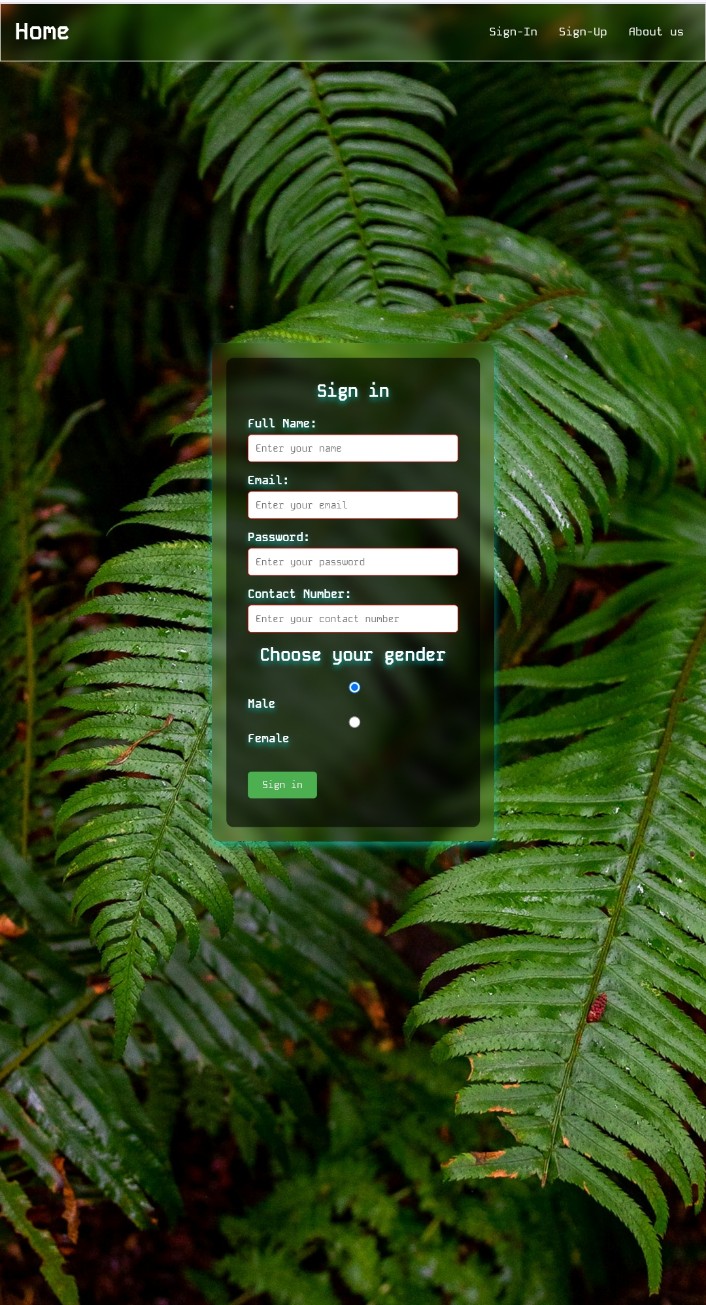 Home
Sign-In Sign-Up About us
Sign in
Full Name:
Enter your name
Email:
Enter your email
Password:
Enter your password
Contact Number:
Enter your contact number
Choose your gender
Male
Female
Sign in